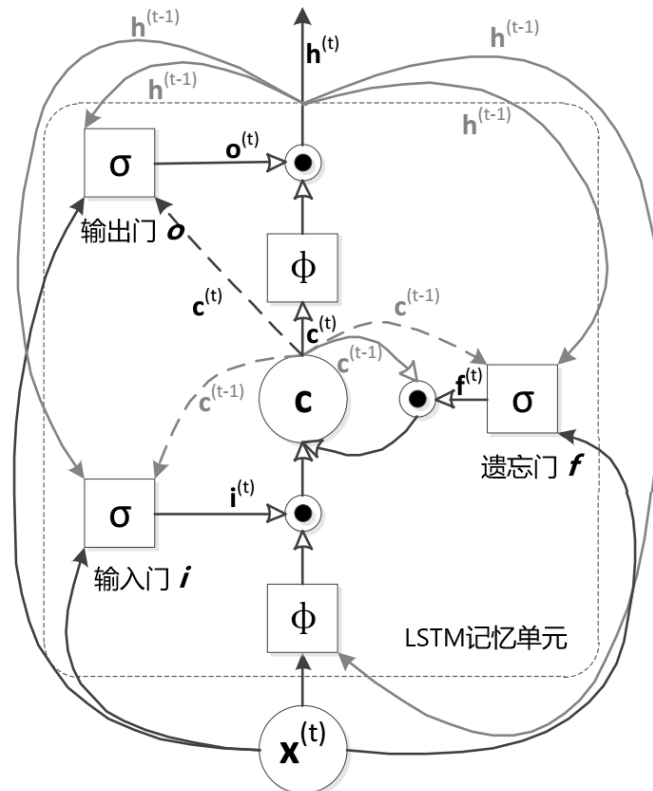 h(t-1)
h(t)
h(t-1)
h(t-1)
h(t-1)
σ
o(t)
输出门 o
Φ
c(t)
c(t)
c(t-1)
c(t-1)
c(t-1)
c
f(t)
σ
遗忘门 f
σ
i(t)
输入门 i
Φ
LSTM记忆单元
x(t)